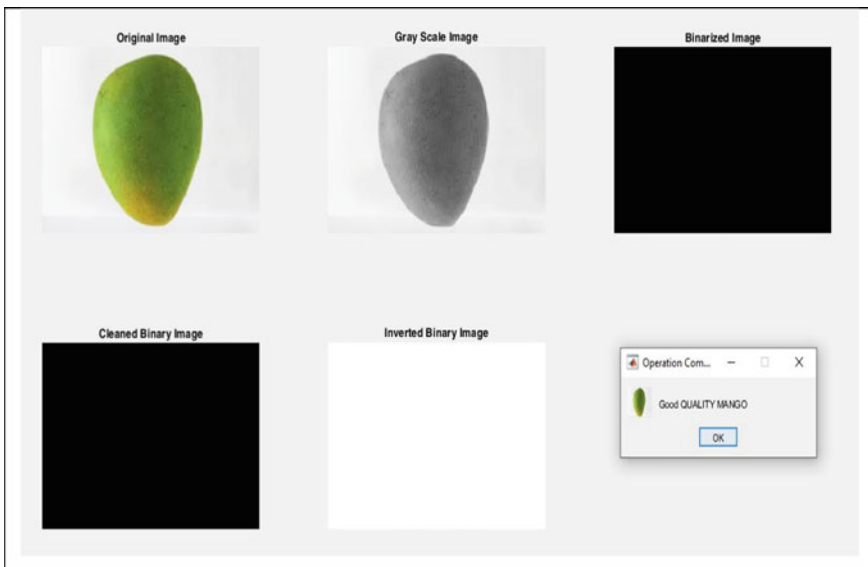 Original Image
Gray Scale Image
Binarized Image
Cleaned Binary Image
Inverted Binary Image
Operation Com...
Good QUALITY MANGO
OK